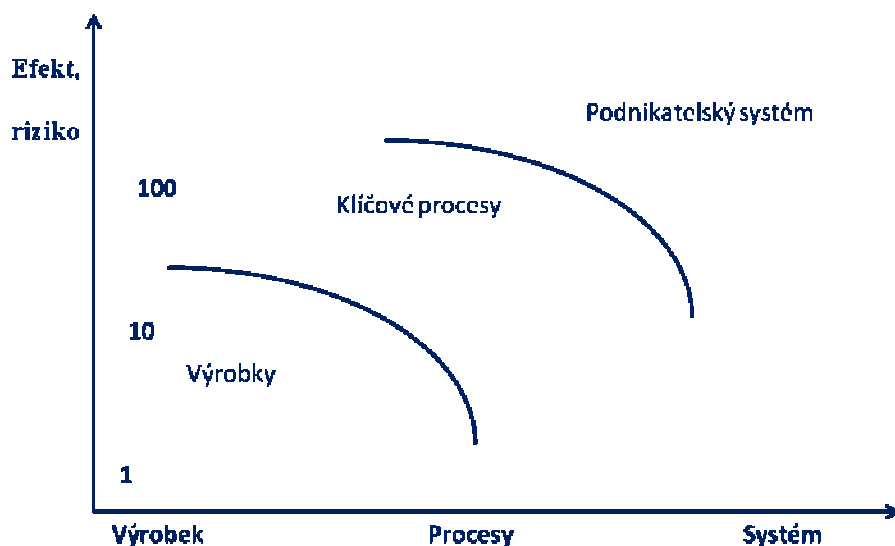 Efekt,
riziko
Podnikatelský systém
100
Klíčové procesy
10
Výrobky
1
Výrobek Procesy Systém